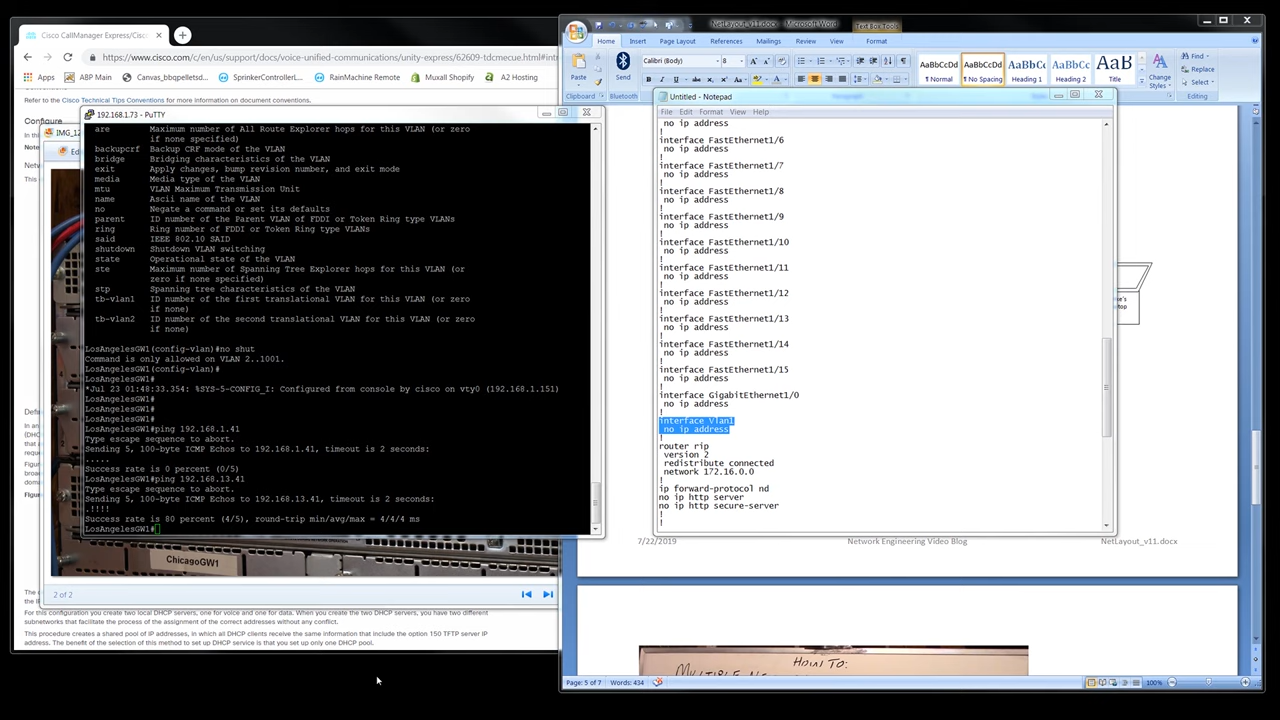 Cisco CallManager Express/Cisc
https://www.cisco.com/c/en/us/support/docs/voice-unified-communications/unity-express/62609-tdcmecue.html#int
Apps
ABP Main
Canvas_bbqpelletsd...
SprinkerControllerL...
RainMachine Remote
Muxall Shopify
A2 Hosting
Refer to the Cisco Technical Tips Conventions for more information on document conventions.
Configure
192.168.1.73 - PuTTY
are Maximum number of All Route Explorer hops for this VLAN (or zero
if none specified)
backupcrf Backup CRF mode of the VLAN
bridge Bridging characteristics of the VLAN
exit Apply changes, bump revision number, and exit mode
media Media type of the VLAN
mtu VLAN Maximum Transmission Unit
name Ascii name of the VLAN
no Negate a command or set its defaults
parent ID number of the Parent VLAN of FDDI or Token Ring type VLANs
ring Ring number of FDDI or Token Ring type VLANs
said IEEE 802.10 SAID
shutdown Shutdown VLAN switching
state Operational state of the VLAN
ste Maximum number of Spanning Tree Explorer hops for this VLAN (or
zero if none specified)
stp Spanning tree characteristics of the VLAN
tb-vlan1 ID number of the first translational VLAN for this VLAN (or zero
if none)
tb-vlan2 ID number of the second translational VLAN for this VLAN (or zero
if none)
LosAngelesGW1(config-vlan)#no shut
Command is only allowed on VLAN 2..1001.
LosAngelesGW1(config-vlan)#
LosAngelesGW1#
*Jul 23 01:48:33.354: %SYS-5-CONFIG_I: Configured from console by cisco on vty0 (192.168.1.151)
LosAngelesGW1#
LosAngelesGW1#
LosAngelesGW1#
LosAngelesGW1#ping 192.168.1.41
Type escape sequence to abort.
Sending 5, 100-byte ICMP Echos to 192.168.1.41, timeout is 2 seconds:
.....
Success rate is 0 percent (0/5)
LosAngelesGW1#ping 192.168.13.41
Type escape sequence to abort.
Sending 5, 100-byte ICMP Echos to 192.168.13.41, timeout is 2 seconds:
.!!!!
Success rate is 80 percent (4/5), round-trip min/avg/max = 4/4/4 ms
LosAngelesGW1#
ChicagoGW1
2 of 2
For this configuration you create two local DHCP servers, one for voice and one for data. When you create the two DHCP servers, you have two different
subnetworks that facilitate the process of the assignment of the correct addresses without any conflict.
This procedure creates a shared pool of IP addresses, in which all DHCP clients receive the same information that include the option 150 TFTP server IP
address. The benefit of the selection of this method to set up DHCP service is that you set up only one DHCP pool.
NetLayout_v11.docx - Microsoft Word
Text Box Tools
Home Insert Page Layout References Mailings Review View Format
Calibri (Body) 8
Paste
Send
Clipboard
Bluetooth
AaBbCcDd AaBbCcDd AaBbCc AaBbCc AaB
¶ Normal ¶ No Spacing Heading 1 Heading 2 Title
Change
Styles
Find
Replace
Select
Editing
Untitled - Notepad
File Edit Format View Help
no ip address
!
interface FastEthernet1/6
no ip address
!
interface FastEthernet1/7
no ip address
!
interface FastEthernet1/8
no ip address
!
interface FastEthernet1/9
no ip address
!
interface FastEthernet1/10
no ip address
!
interface FastEthernet1/11
no ip address
!
interface FastEthernet1/12
no ip address
!
interface FastEthernet1/13
no ip address
!
interface FastEthernet1/14
no ip address
!
interface FastEthernet1/15
no ip address
!
interface GigabitEthernet1/0
no ip address
!
interface Vlan1
no ip address
!
router rip
version 2
redistribute connected
network 172.16.0.0
!
ip forward-protocol nd
no ip http server
no ip http secure-server
!
!
7/22/2019
Network Engineering Video Blog
NetLayout_v11.docx
HOW TO:
Page: 5 of 7
Words: 434
100%